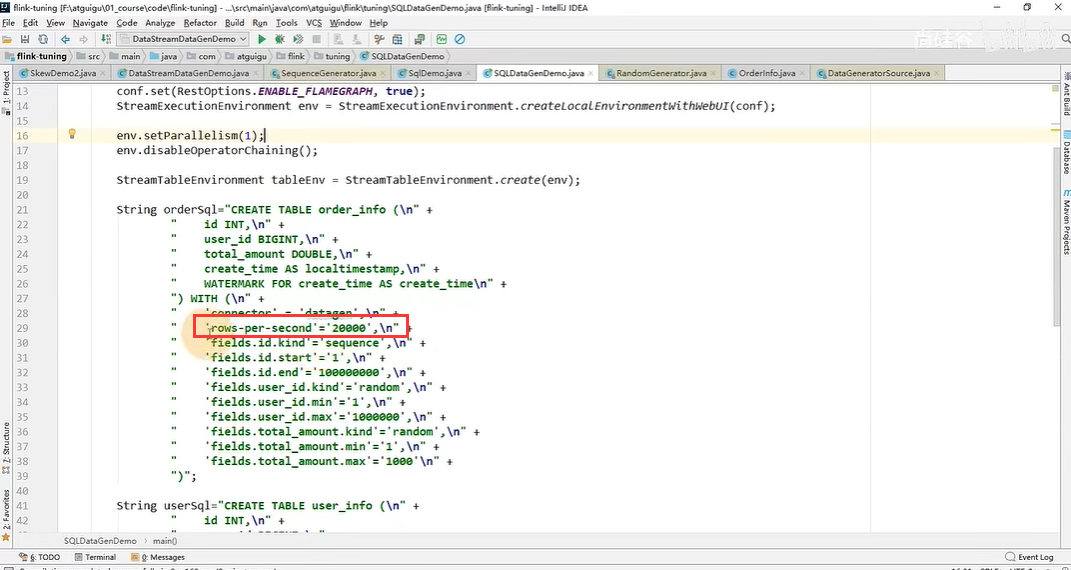 flink-tuning [F:\atguigu\01_course\code\flink-tuning] - ...\src\main\java\com\atguigu\flink\tuning\SQLDataGenDemo.java [flink-tuning] - IntelliJ IDEA
File Edit View Navigate Code Analyze Refactor Build Run Tools VCS Window Help
DataStreamDataGenDemo
flink-tuning src main java com atguigu flink tuning SQLDataGenDemo
尚硅谷
SkewDemo2.java DataStreamDataGenDemo.java SequenceGenerator.java SqlDemo.java SQLDataGenDemo.java RandomGenerator.java OrderInfo.java DataGeneratorSource.java
1: Project
Ant Build
Database
Maven Projects
7: Structure
2: Favorites
13 conf.set(RestOptions.ENABLE_FLAMEGRAPH, true);
14 StreamExecutionEnvironment env = StreamExecutionEnvironment.createLocalEnvironmentWithWebUI(conf);
15
16 env.setParallelism(1);
17 env.disableOperatorChaining();
18
19 StreamTableEnvironment tableEnv = StreamTableEnvironment.create(env);
20
21 String orderSql="CREATE TABLE order_info (\n" +
22 " id INT,\n" +
23 " user_id BIGINT,\n" +
24 " total_amount DOUBLE,\n" +
25 " create_time AS localtimestamp,\n" +
26 " WATERMARK FOR create_time AS create_time\n" +
27 ") WITH (\n" +
28 " 'connector' = 'datagen',\n" +
29 " 'rows-per-second'='20000',\n" +
30 " 'fields.id.kind'='sequence',\n" +
31 " 'fields.id.start'='1',\n" +
32 " 'fields.id.end'='100000000',\n" +
33 " 'fields.user_id.kind'='random',\n" +
34 " 'fields.user_id.min'='1',\n" +
35 " 'fields.user_id.max'='1000000',\n" +
36 " 'fields.total_amount.kind'='random',\n" +
37 " 'fields.total_amount.min'='1',\n" +
38 " 'fields.total_amount.max'='1000'\n" +
39 ")";
40
41 String userSql="CREATE TABLE user_info (\n" +
42 " id INT,\n" +
SQLDataGenDemo main()
6: TODO Terminal 0: Messages Event Log